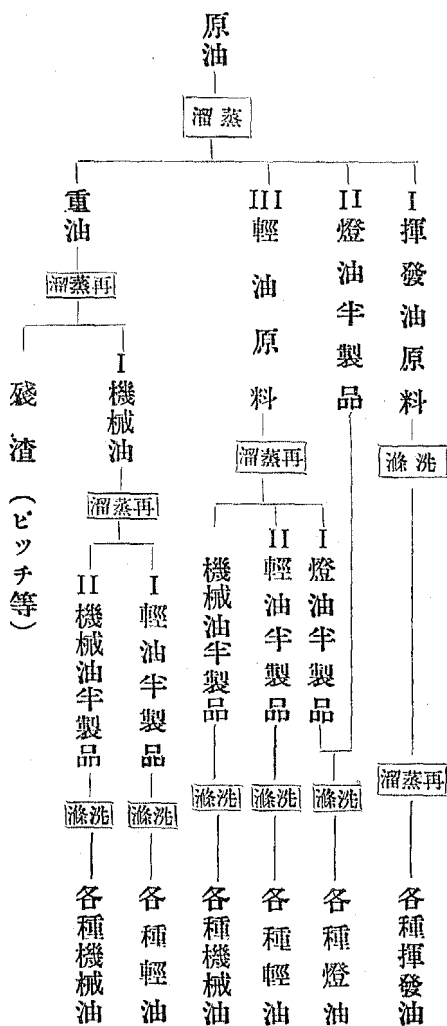 原油
蒸溜
I 揮發油原料
洗滌
再蒸溜
各種揮發油
II 燈油半製品
III 輕油原料
再蒸溜
I 燈油半製品
洗滌
各種燈油
II 輕油半製品
洗滌
各種輕油
機械油半製品
洗滌
各種機械油
重油
再蒸溜
I 機械油
再蒸溜
I 輕油半製品
洗滌
各種輕油
II 機械油半製品
洗滌
各種機械油
殘渣(ピッチ等)